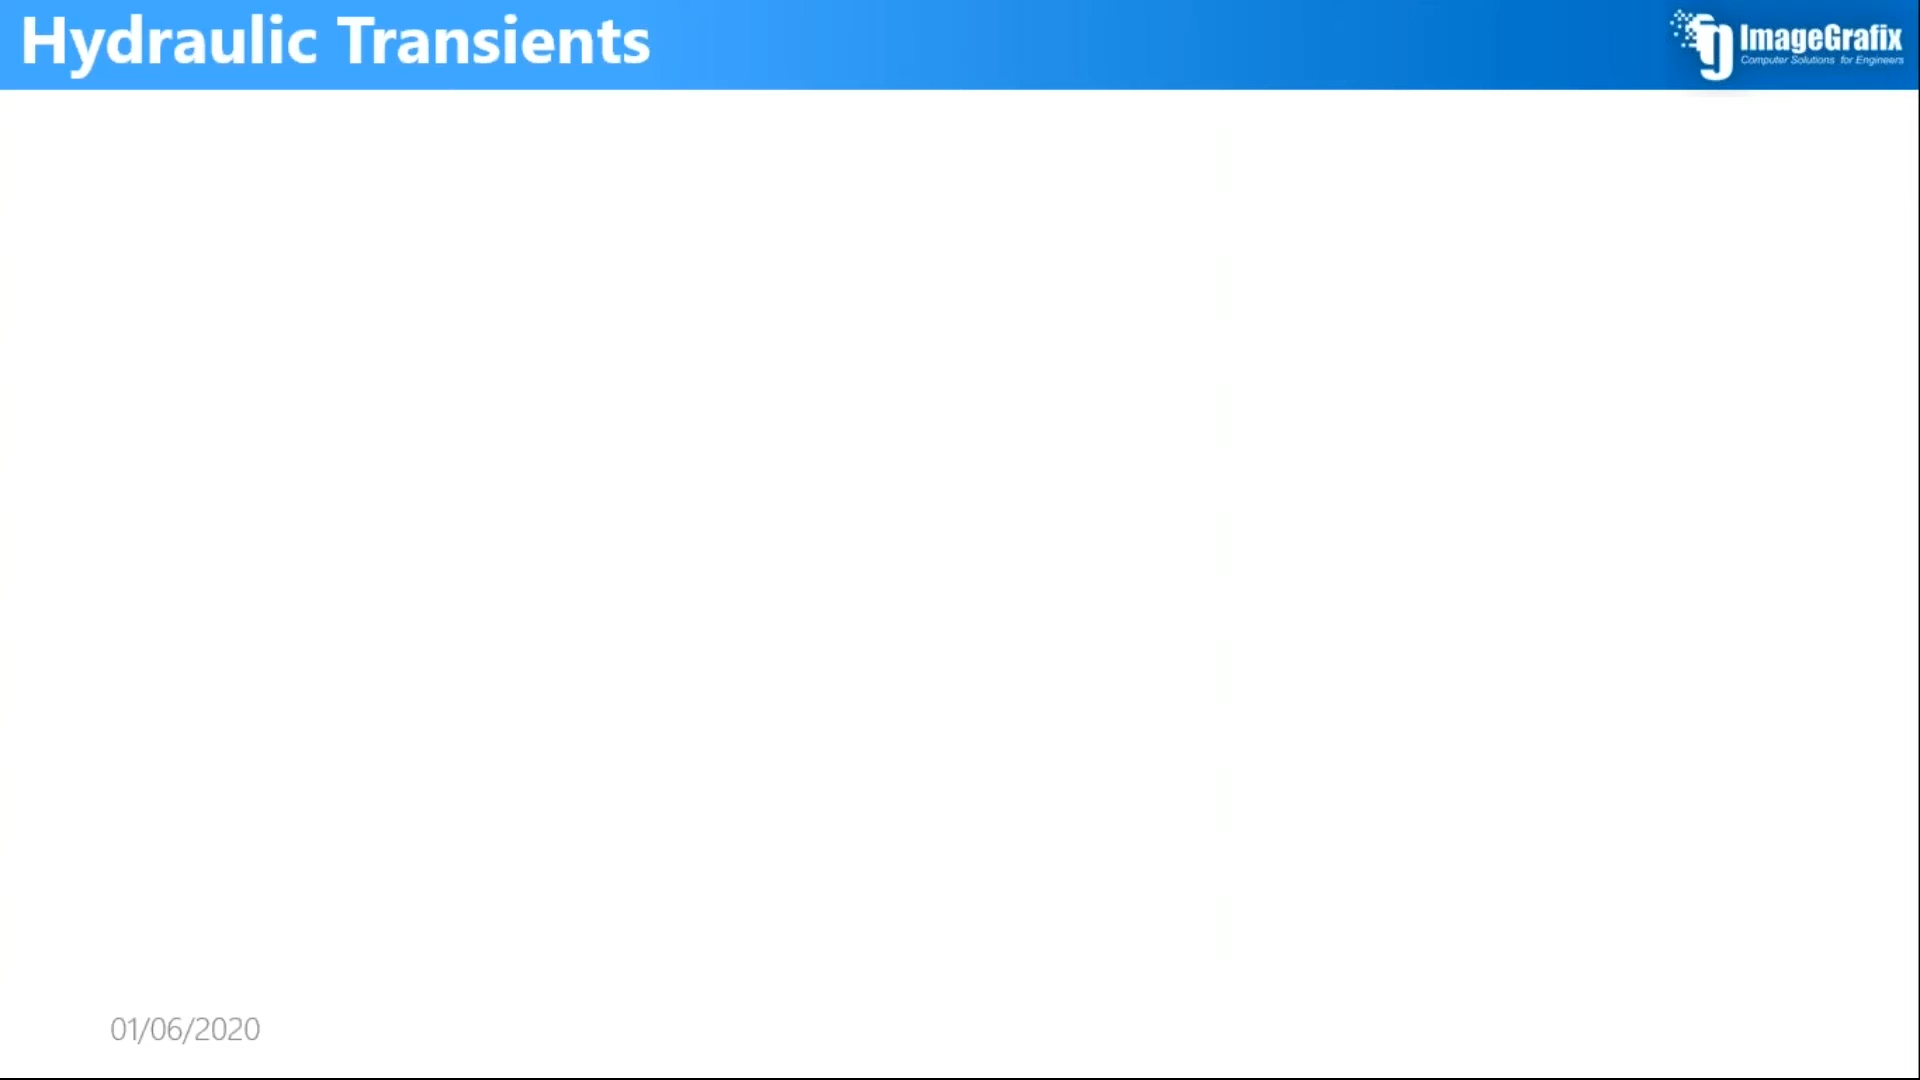 Hydraulic Transients
ImageGrafix
Computer Solutions for Engineers
01/06/2020